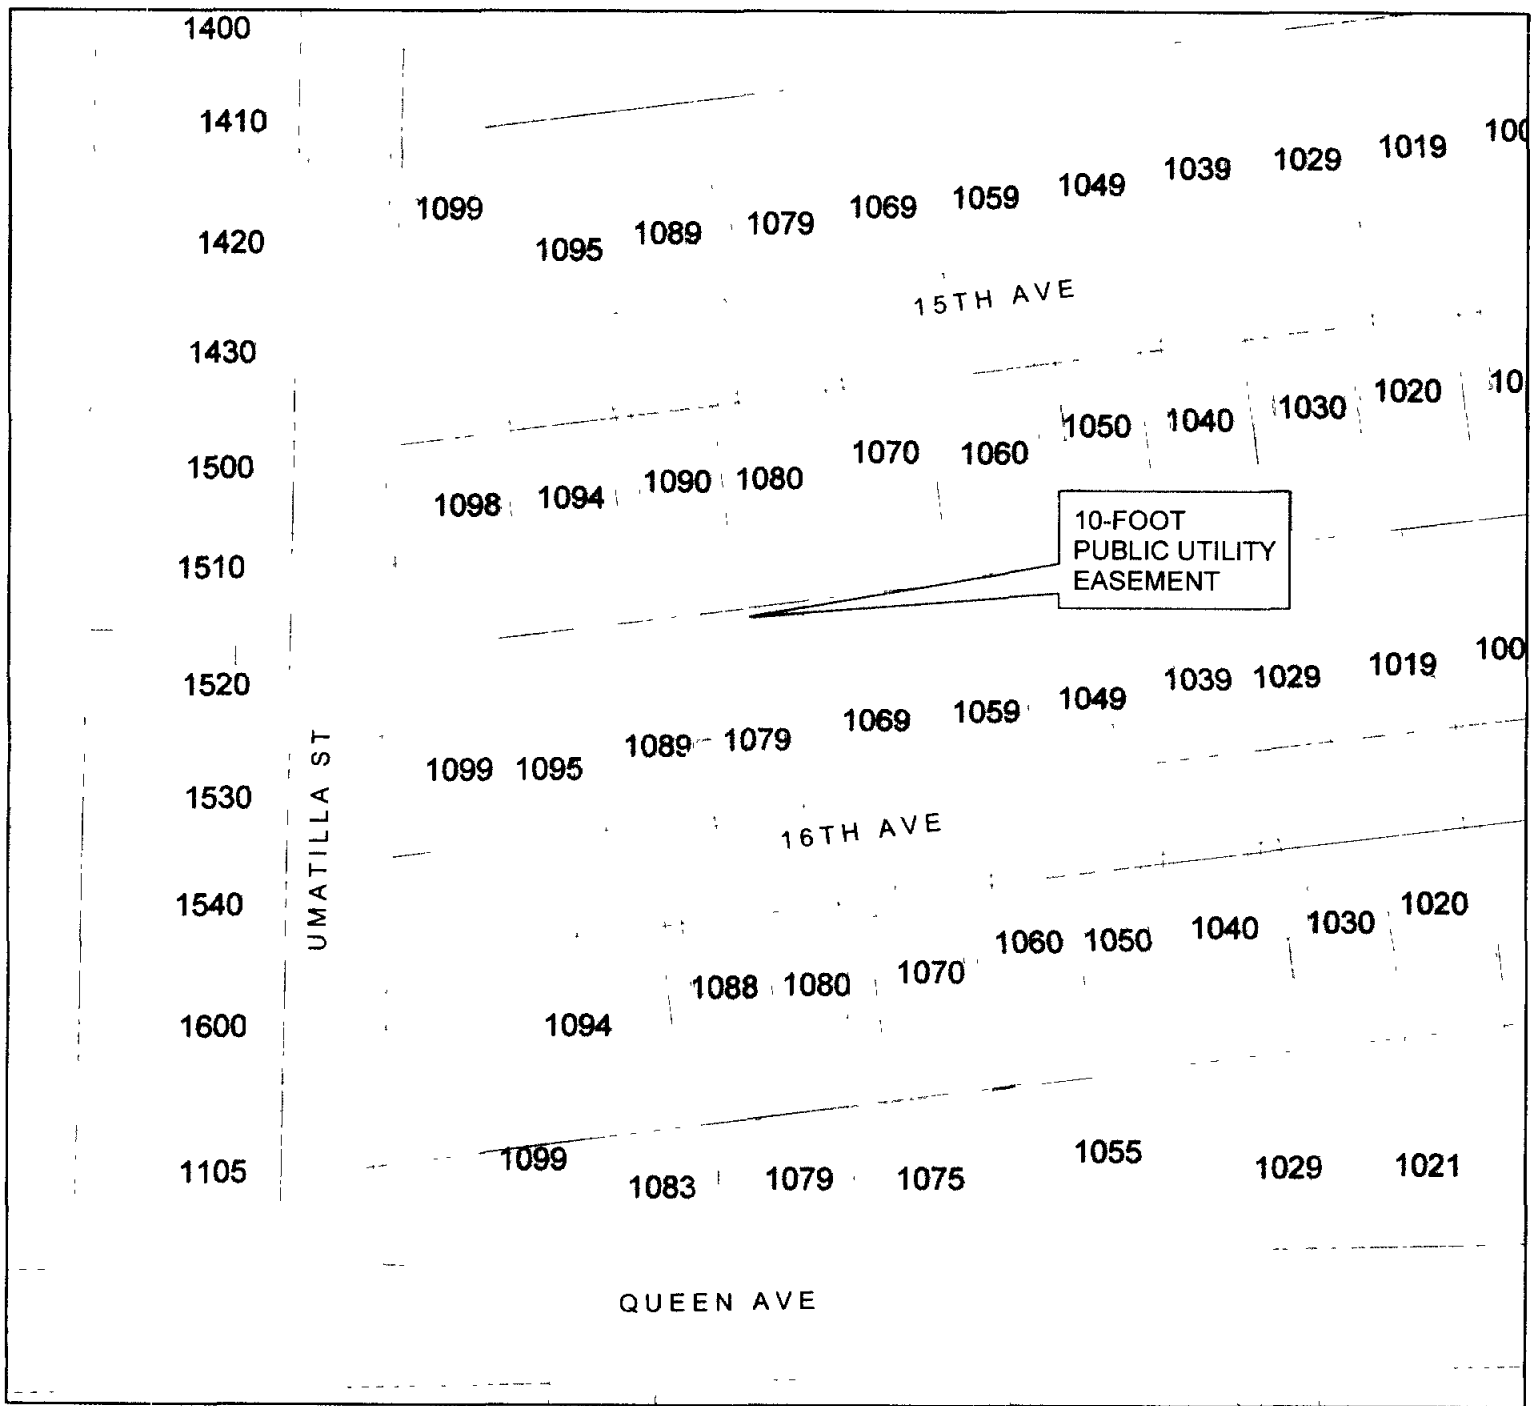 1400
1410
1420
1430
1500
1510
1520
1530
1540
1600
1105
UMATILLA ST
1099 1095 1089 1079 1069 1059 1049 1039 1029 1019 100
15TH AVE
1098 1094 1090 1080 1070 1060 1050 1040 1030 1020 10
10-FOOT
PUBLIC UTILITY
EASEMENT
1099 1095 1089 1079 1069 1059 1049 1039 1029 1019 100
16TH AVE
1094 1088 1080 1070 1060 1050 1040 1030 1020
1099 1083 1079 1075 1055 1029 1021
QUEEN AVE